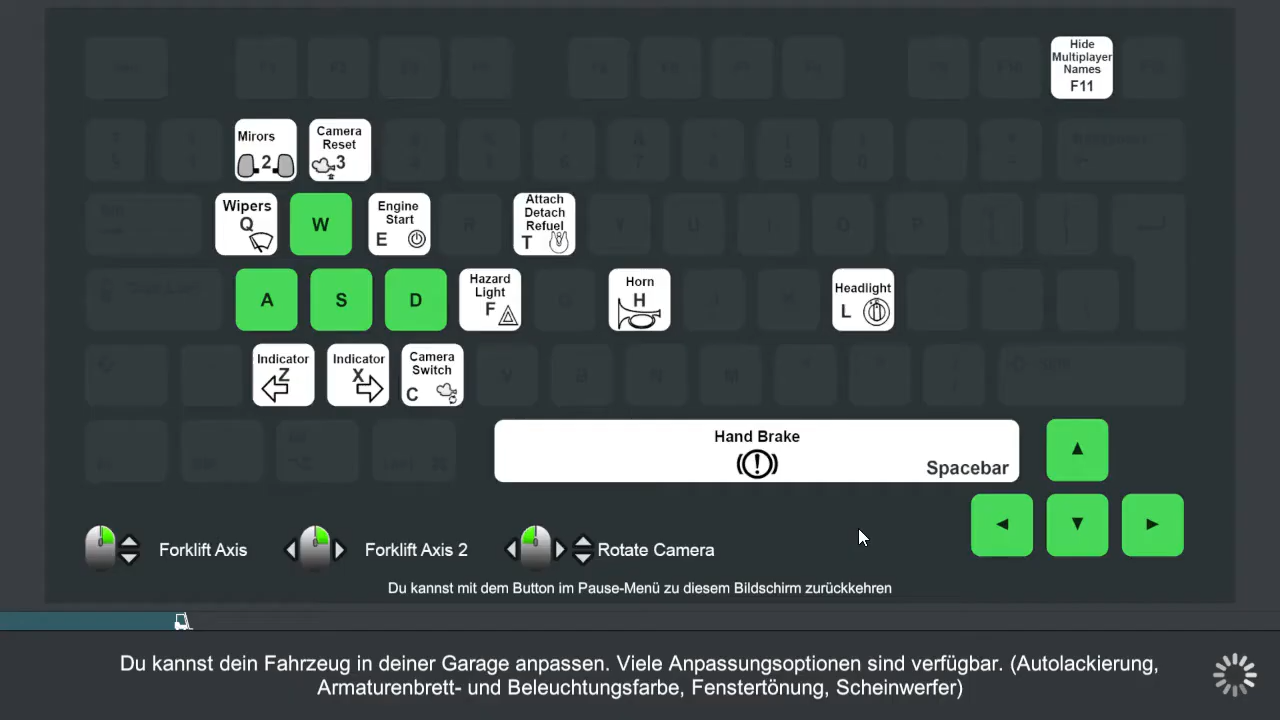 Hide
Multiplayer
Names
F11
Mirors
2
Camera
Reset
3
Wipers
Q
W
Engine
Start
E
Attach
Detach
Refuel
T
A
S
D
Hazard
Light
F
Horn
H
Headlight
L
Indicator
Z
Indicator
X
Camera
Switch
C
Hand Brake
Spacebar
Forklift Axis
Forklift Axis 2
Rotate Camera
Du kannst mit dem Button im Pause-Menü zu diesem Bildschirm zurückkehren
Du kannst dein Fahrzeug in deiner Garage anpassen. Viele Anpassungsoptionen sind verfügbar. (Autolackierung,
Armaturenbrett- und Beleuchtungsfarbe, Fenstertönung, Scheinwerfer)